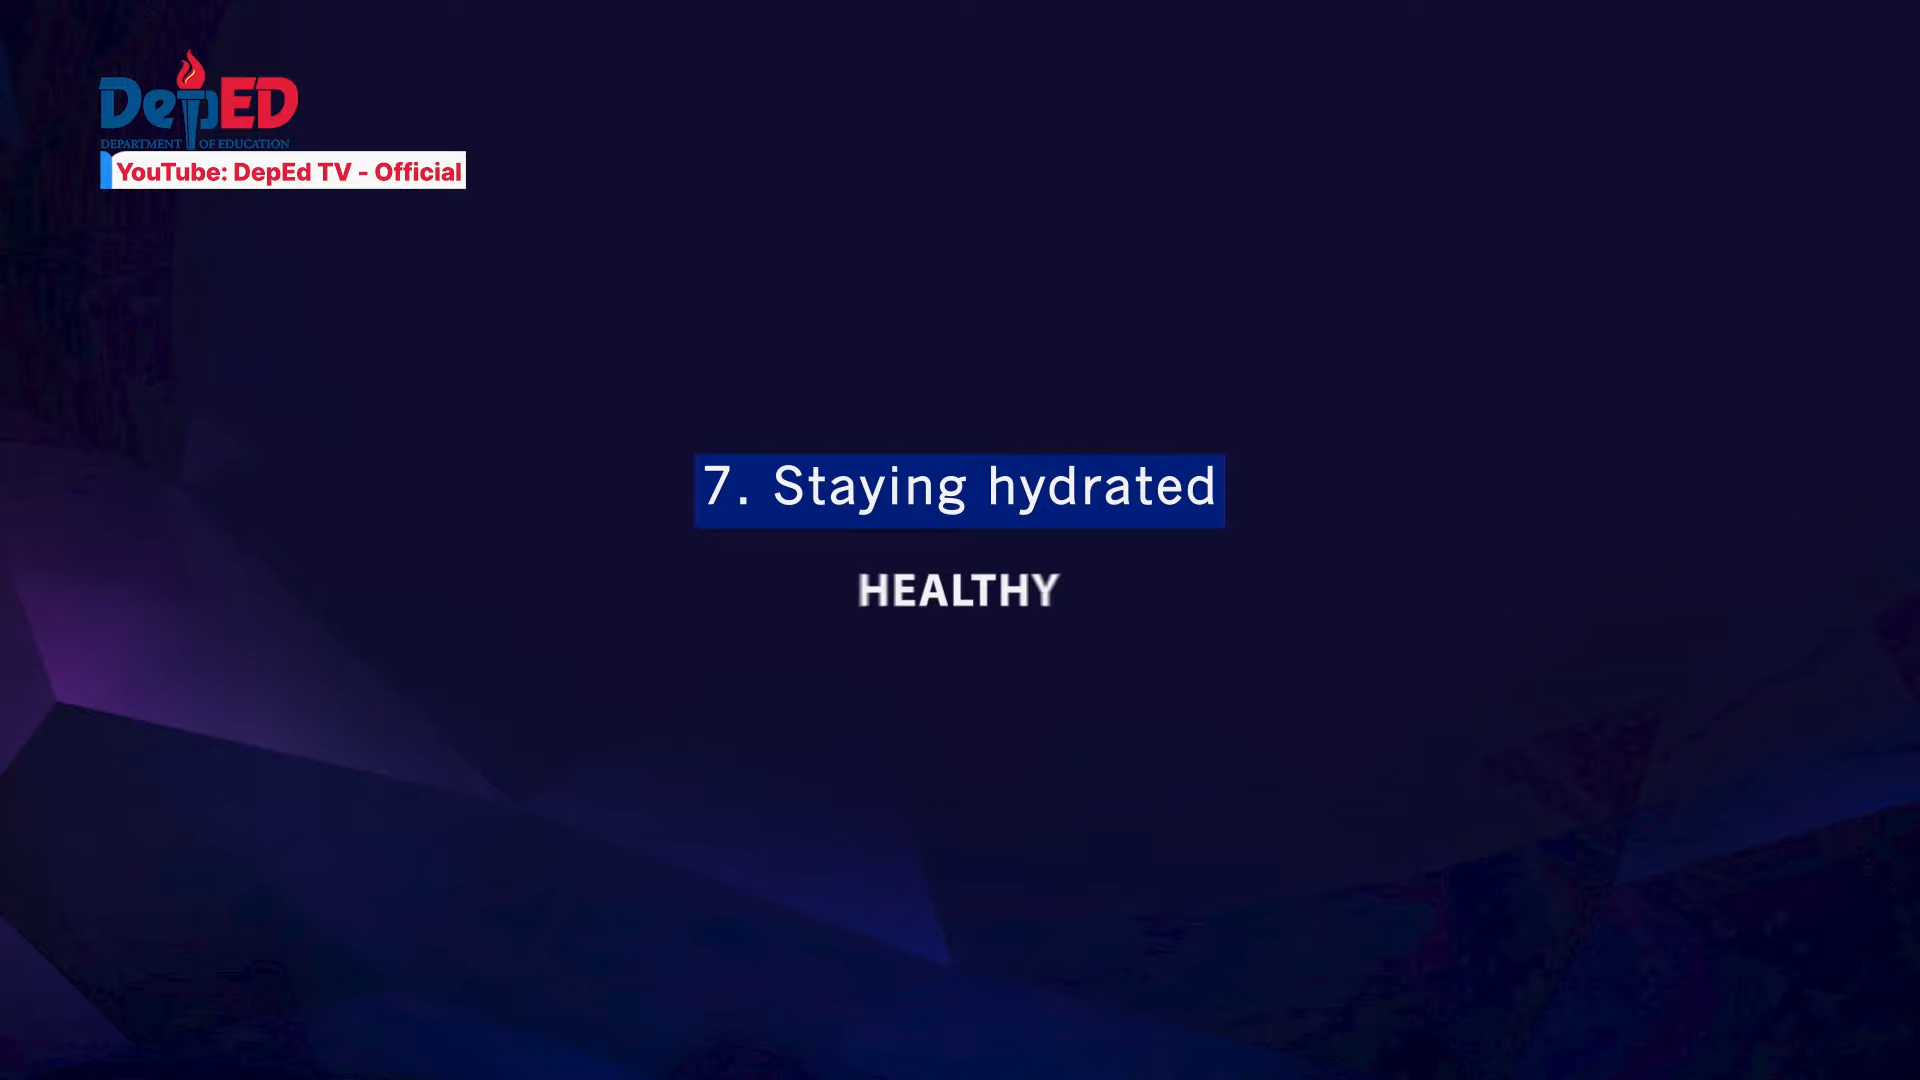 DepED
DEPARTMENT OF EDUCATION
YouTube: DepEd TV - Official
7. Staying hydrated
HEALTHY